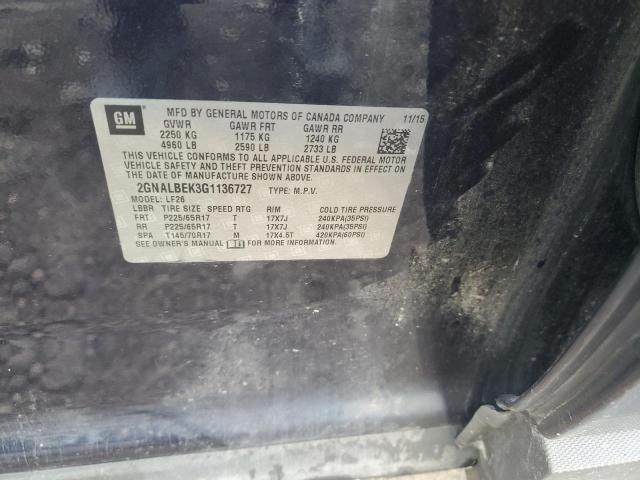 GM MFD BY GENERAL MOTORS OF CANADA COMPANY 11/15
GVWR GAWR FRT GAWR RR
2250 KG 1175 KG 1240 KG
4960 LB 2590 LB 2733 LB
THIS VEHICLE CONFORMS TO ALL APPLICABLE U.S. FEDERAL MOTOR
VEHICLE SAFETY, BUMPER, AND THEFT PREVENTION STANDARDS IN EFFECT ON
THE DATE OF MANUFACTURE SHOWN ABOVE.
2GNALBEK3G1136727 TYPE: M.P.V.
MODEL: LF26
LBBR TIRE SIZE SPEED RTG RIM COLD TIRE PRESSURE
FRT P225/65R17 T 17X7J 240KPA(35PSI)
RR P225/65R17 T 17X7J 240KPA(35PSI)
SPA T145/70R17 M 17X4.5T 420KPA(60PSI)
SEE OWNER'S MANUAL FOR MORE INFORMATION.